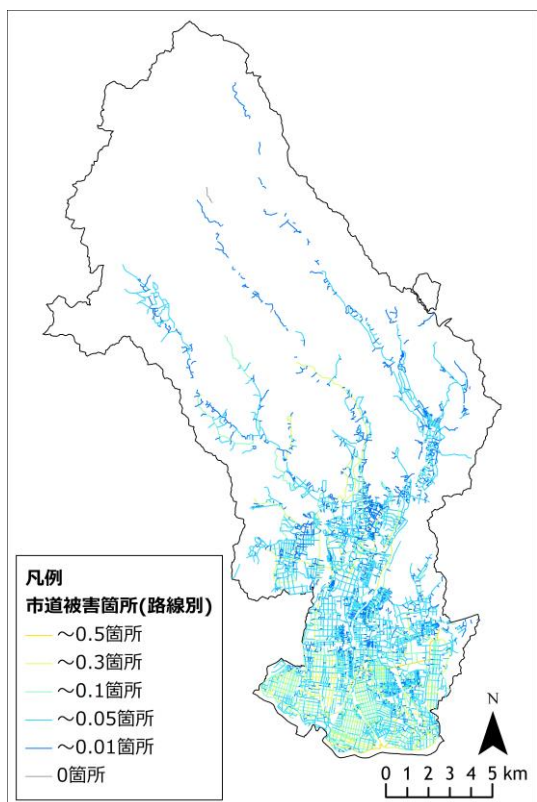 凡例
市道被害箇所(路線別)
～0.5箇所
～0.3箇所
～0.1箇所
～0.05箇所
～0.01箇所
0箇所
N
0 1 2 3 4 5 km